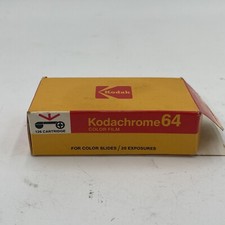 Kodak
Kodachrome 64
COLOR FILM
126 CARTRIDGE
FOR COLOR SLIDES / 20 EXPOSURES